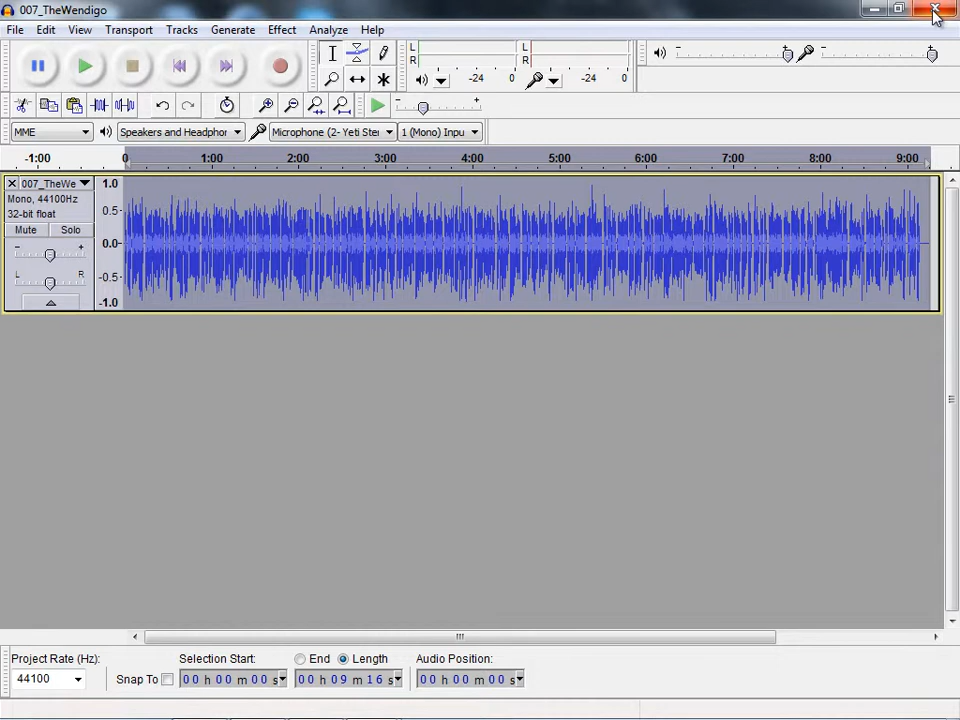 007_TheWendigo
File Edit View Transport Tracks Generate Effect Analyze Help
L
R
-24 0
L
R
-24 0
MME Speakers and Headphor Microphone (2- Yeti Ster 1 (Mono) Inpu
-1:00 0 1:00 2:00 3:00 4:00 5:00 6:00 7:00 8:00 9:00
007_TheWe
Mono, 44100Hz
32-bit float
Mute Solo
- +
L R
1.0
0.5
0.0
-0.5
-1.0
Project Rate (Hz): Selection Start: End Length Audio Position:
44100 Snap To 00 h 00 m 00 s 00 h 09 m 16 s 00 h 00 m 00 s